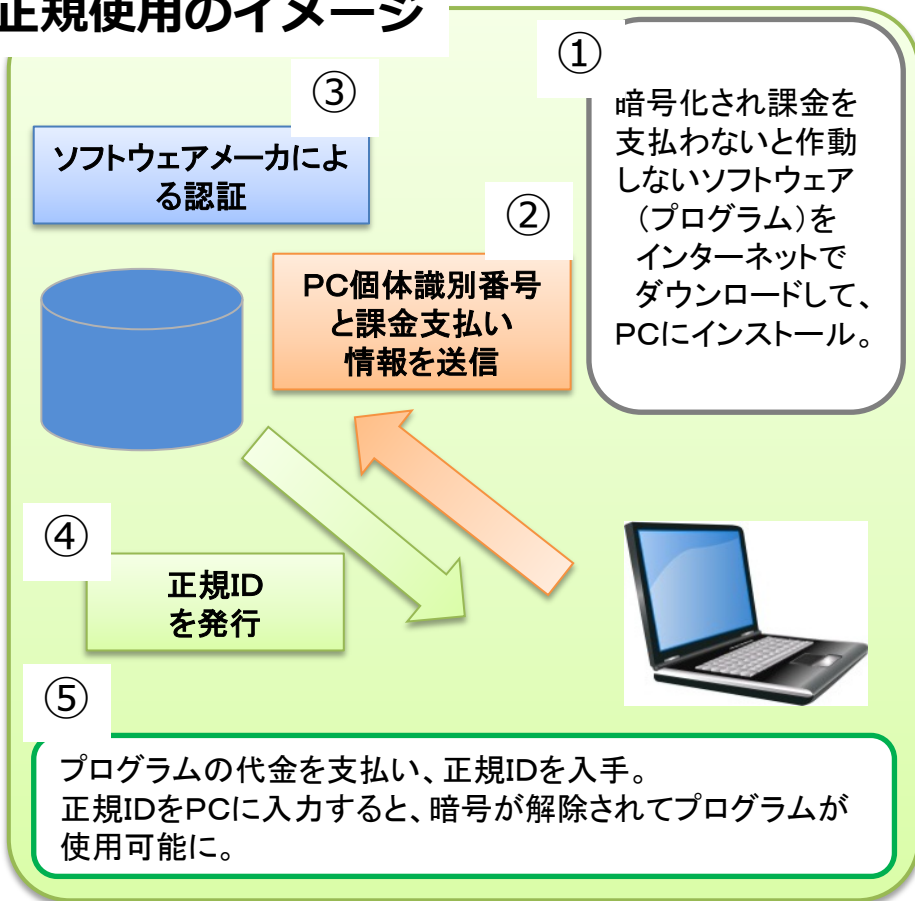 正規使用のイメージ
①
暗号化され課金を
支払わないと作動
しないソフトウェア
(プログラム)を
インターネットで
ダウンロードして、
PCにインストール。
②
PC個体識別番号
と課金支払い
情報を送信
③
ソフトウェアメーカによ
る認証
④
正規ID
を発行
⑤
プログラムの代金を支払い、正規IDを入手。
正規IDをPCに入力すると、暗号が解除されてプログラムが
使用可能に。